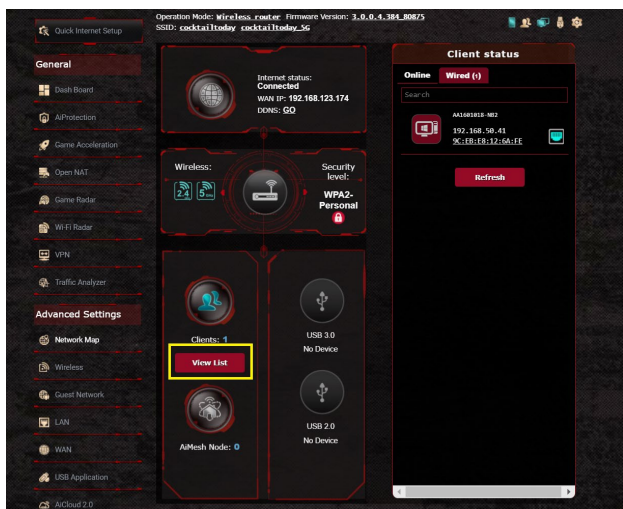 Operation Mode: Wireless router Firmware Version: 3.0.0.4.384_80875
SSID: cocktailtoday cocktailtoday_5G
Quick Internet Setup
General
Dash Board
AiProtection
Game Acceleration
Open NAT
Game Radar
Wi-Fi Radar
VPN
Traffic Analyzer
Advanced Settings
Network Map
Wireless
Guest Network
LAN
WAN
USB Application
AiCloud 2.0
Internet status:
Connected
WAN IP: 192.168.123.174
DDNS: GO
Wireless:
2.4
5
Security
level:
WPA2-
Personal
Clients: 1
View List
AiMesh Node: 0
USB 3.0
No Device
USB 2.0
No Device
Client status
Online
Wired (1)
Search
AA1601018-NB2
192.168.50.41
9C:EB:E8:12:6A:FE
Refresh